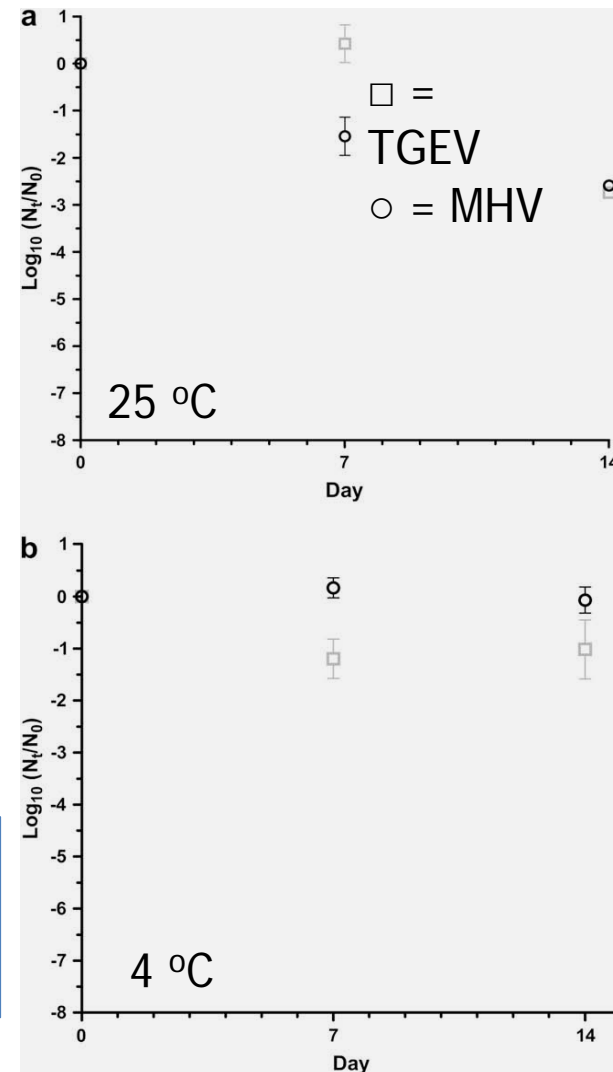 a
1
0
-1
-2
-3
-4
-5
-6
-7
-8
Log₁₀ (Nₜ/N₀)
□ =
TGEV
○ = MHV
25 ºC
0 7 14
Day
b
1
0
-1
-2
-3
-4
-5
-6
-7
-8
Log₁₀ (Nₜ/N₀)
4 ºC
0 7 14
Day